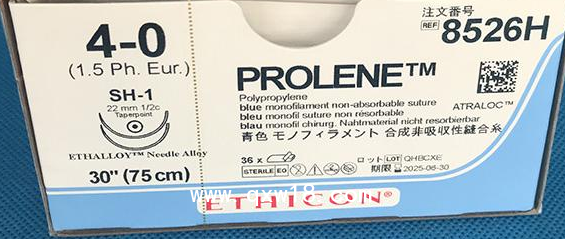 4-0
(1.5 Ph. Eur.)
SH-1
22 mm 1/2c
Taperpoint
ETHALLOY™ Needle Alloy
30" (75 cm)
注文番号
REF 8526H
PROLENE™
Polypropylene
blue monofilament non-absorbable suture
bleu monofil suture non résorbable
blau monofil chirurg. Nahtmaterial nicht resorbierbar
青色 モノフィラメント 合成非吸収性縫合糸
ATRALOC™
36 x
STERILE EO
ロット LOT QHBCXE
期限 2025-06-30
ETHICON®